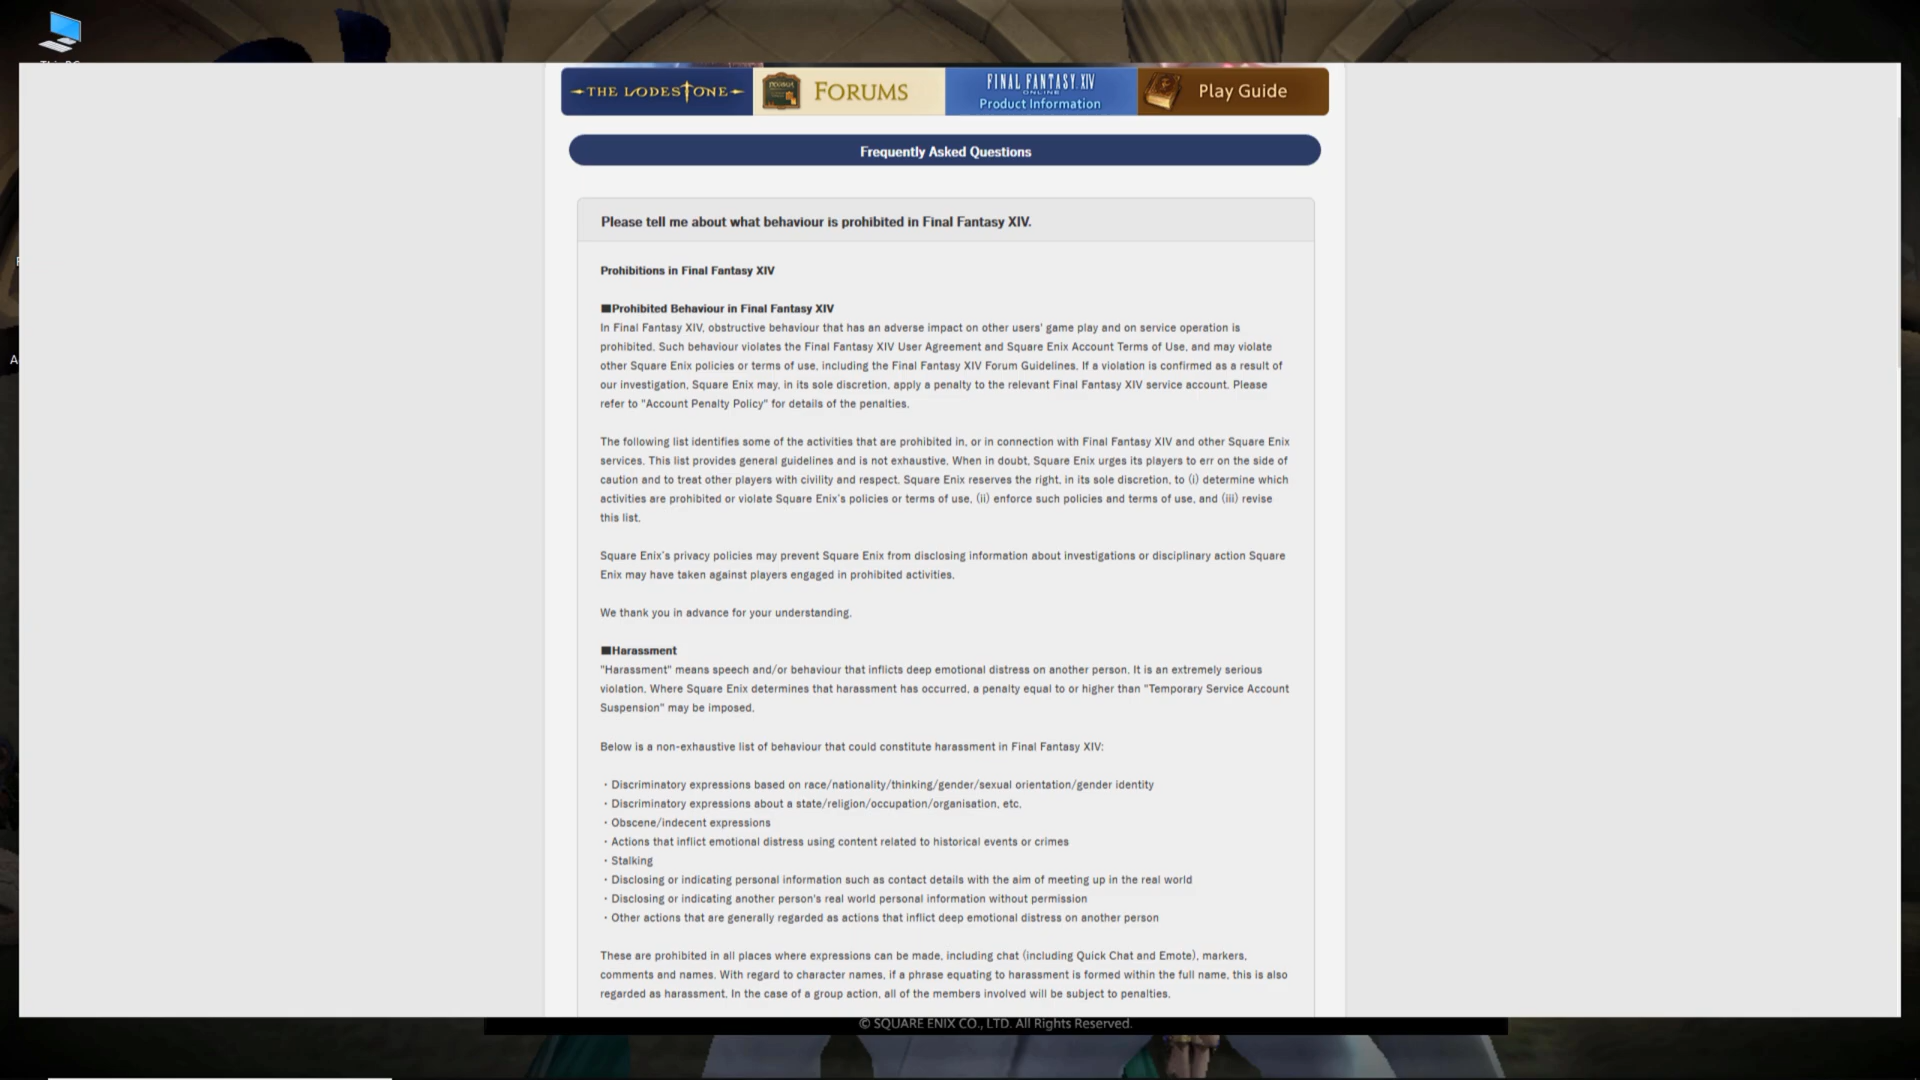 THE LODESTONE
FORUMS
FINAL FANTASY XIV
ONLINE
Product Information
Play Guide
Frequently Asked Questions
Please tell me about what behaviour is prohibited in Final Fantasy XIV.
Prohibitions in Final Fantasy XIV
■Prohibited Behaviour in Final Fantasy XIV
In Final Fantasy XIV, obstructive behaviour that has an adverse impact on other users' game play and on service operation is
prohibited. Such behaviour violates the Final Fantasy XIV User Agreement and Square Enix Account Terms of Use, and may violate
other Square Enix policies or terms of use, including the Final Fantasy XIV Forum Guidelines. If a violation is confirmed as a result of
our investigation, Square Enix may, in its sole discretion, apply a penalty to the relevant Final Fantasy XIV service account. Please
refer to "Account Penalty Policy" for details of the penalties.
The following list identifies some of the activities that are prohibited in, or in connection with Final Fantasy XIV and other Square Enix
services. This list provides general guidelines and is not exhaustive. When in doubt, Square Enix urges its players to err on the side of
caution and to treat other players with civility and respect. Square Enix reserves the right, in its sole discretion, to (i) determine which
activities are prohibited or violate Square Enix's policies or terms of use, (ii) enforce such policies and terms of use, and (iii) revise
this list.
Square Enix's privacy policies may prevent Square Enix from disclosing information about investigations or disciplinary action Square
Enix may have taken against players engaged in prohibited activities.
We thank you in advance for your understanding.
■Harassment
"Harassment" means speech and/or behaviour that inflicts deep emotional distress on another person. It is an extremely serious
violation. Where Square Enix determines that harassment has occurred, a penalty equal to or higher than "Temporary Service Account
Suspension" may be imposed.
Below is a non-exhaustive list of behaviour that could constitute harassment in Final Fantasy XIV:
・Discriminatory expressions based on race/nationality/thinking/gender/sexual orientation/gender identity
・Discriminatory expressions about a state/religion/occupation/organisation, etc.
・Obscene/indecent expressions
・Actions that inflict emotional distress using content related to historical events or crimes
・Stalking
・Disclosing or indicating personal information such as contact details with the aim of meeting up in the real world
・Disclosing or indicating another person's real world personal information without permission
・Other actions that are generally regarded as actions that inflict deep emotional distress on another person
These are prohibited in all places where expressions can be made, including chat (including Quick Chat and Emote), markers,
comments and names. With regard to character names, if a phrase equating to harassment is formed within the full name, this is also
regarded as harassment. In the case of a group action, all of the members involved will be subject to penalties.
© SQUARE ENIX CO., LTD. All Rights Reserved.